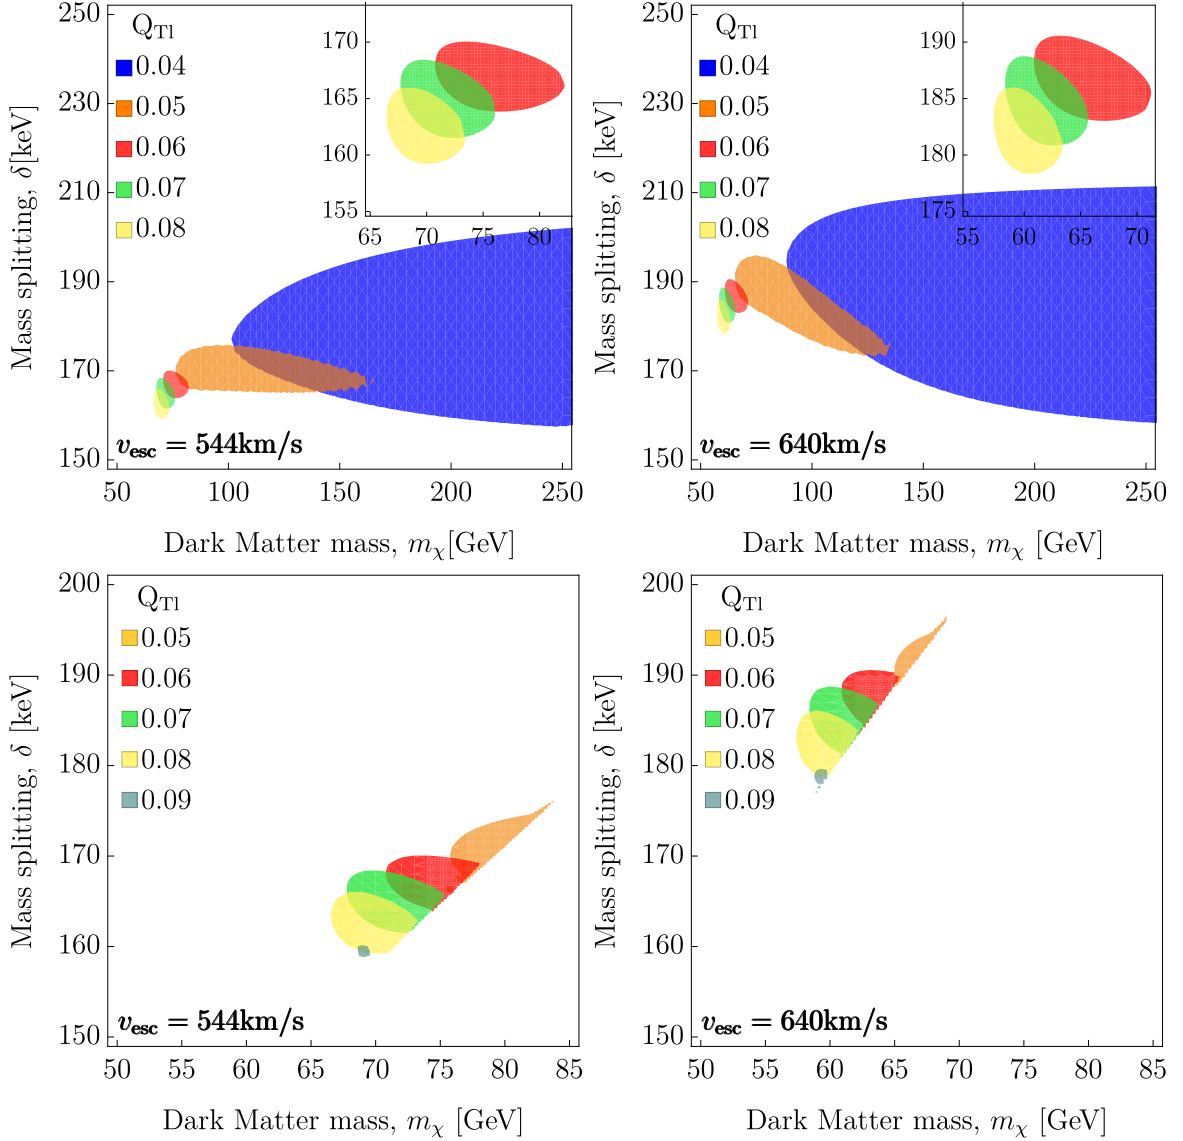 Q_Tl
0.04
0.05
0.06
0.07
0.08
250
230
210
190
170
150
170
165
160
155
65 70 75 80
v_esc = 544km/s
50 100 150 200 250
Mass splitting, δ[keV]
Dark Matter mass, m_χ[GeV]
Q_Tl
0.04
0.05
0.06
0.07
0.08
250
230
210
190
170
150
190
185
180
175
55 60 65 70
v_esc = 640km/s
50 100 150 200 250
Mass splitting, δ [keV]
Dark Matter mass, m_χ [GeV]
Q_Tl
0.05
0.06
0.07
0.08
0.09
200
190
180
170
160
150
v_esc = 544km/s
50 55 60 65 70 75 80 85
Mass splitting, δ [keV]
Dark Matter mass, m_χ [GeV]
Q_Tl
0.05
0.06
0.07
0.08
0.09
200
190
180
170
160
150
v_esc = 640km/s
50 55 60 65 70 75 80 85
Mass splitting, δ [keV]
Dark Matter mass, m_χ [GeV]